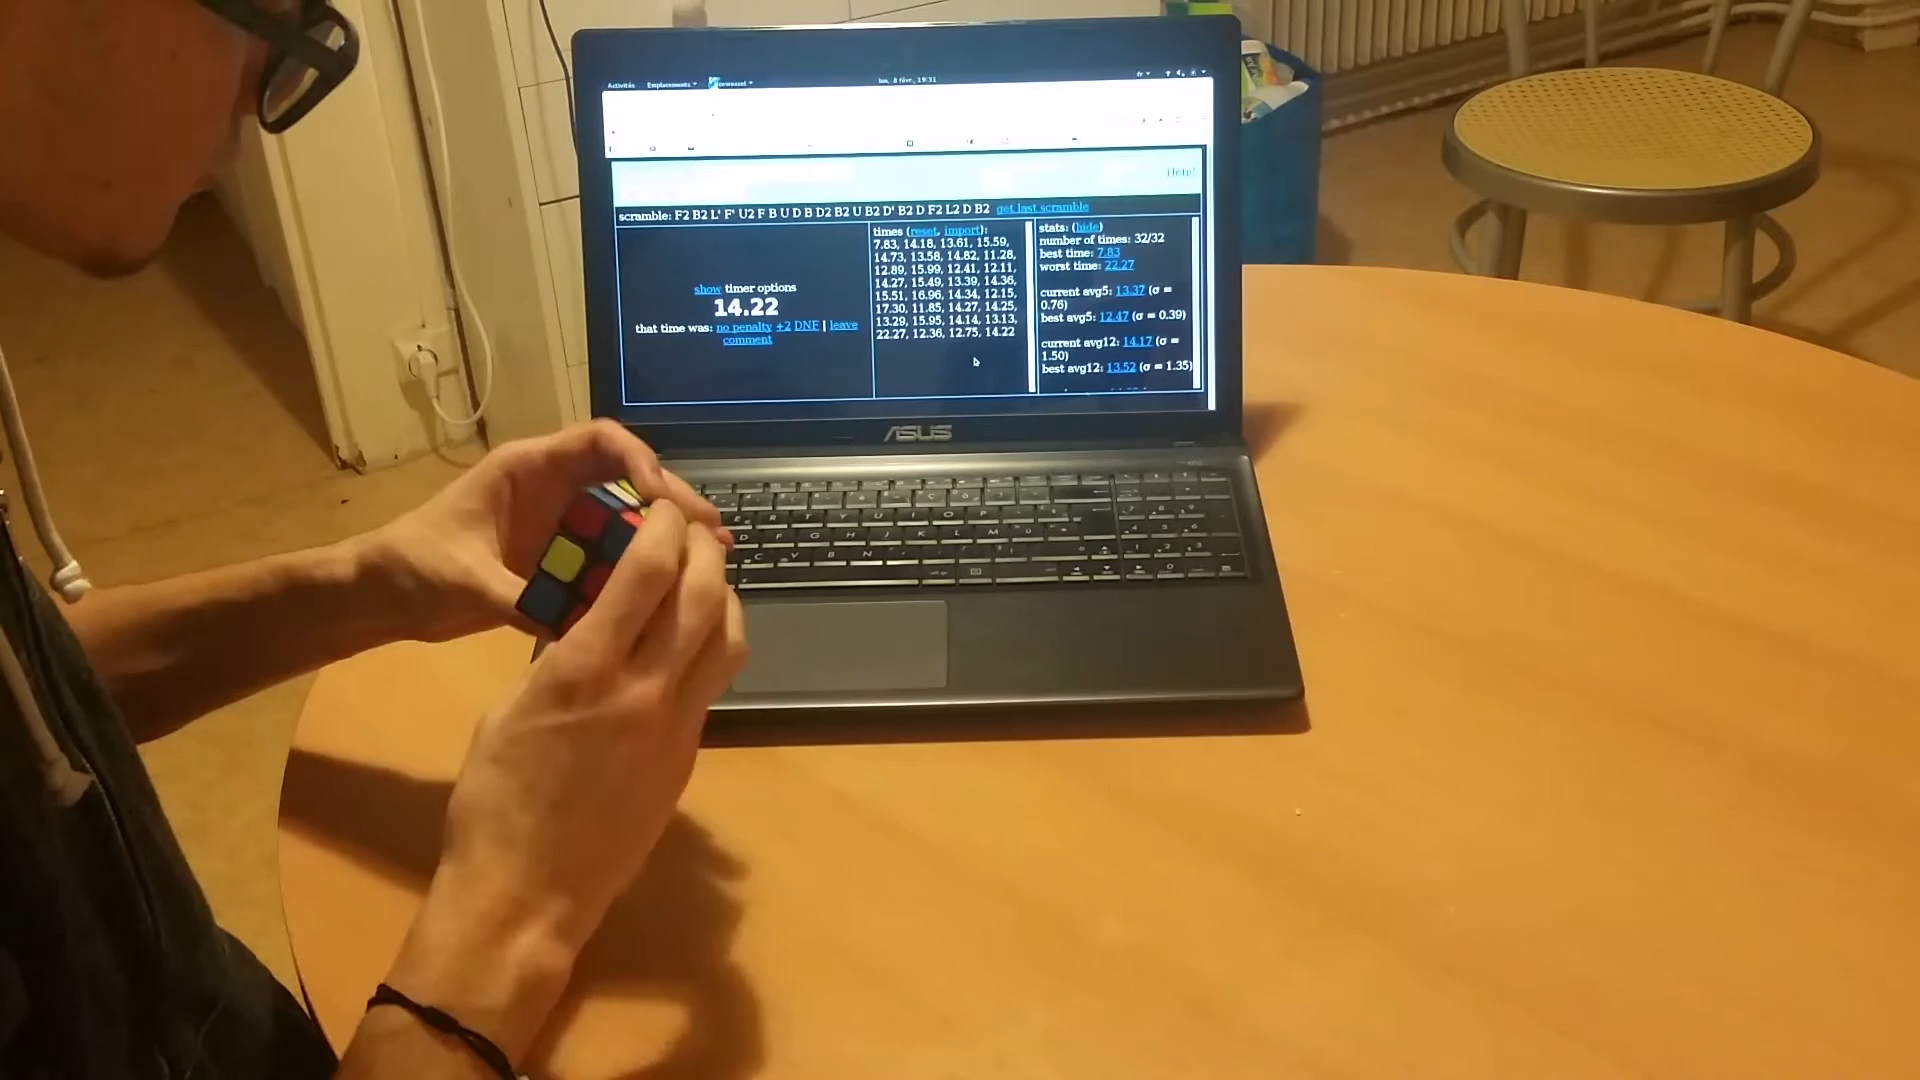 Activités Emplacements
lun. 8 févr., 19:31
fr
Help!
scramble: F2 B2 L' F' U2 F B U D B D2 B2 U B2 D' B2 D F2 L2 D B2 get last scramble
show timer options
14.22
that time was: no penalty +2 DNF | leave
comment
times (reset, import):
7.83, 14.18, 13.61, 15.59,
14.73, 13.58, 14.82, 11.28,
12.89, 15.99, 12.41, 12.11,
14.27, 15.49, 13.39, 14.36,
15.51, 16.96, 14.34, 12.15,
17.30, 11.85, 14.27, 14.25,
13.29, 15.95, 14.14, 13.13,
22.27, 12.36, 12.75, 14.22
stats: (hide)
number of times: 32/32
best time: 7.83
worst time: 22.27
current avg5: 13.37 (σ =
0.76)
best avg5: 12.47 (σ = 0.39)
current avg12: 14.17 (σ =
1.50)
best avg12: 13.52 (σ = 1.35)
ASUS
E R T Y U I O P
D F G H J K L M
C V B N